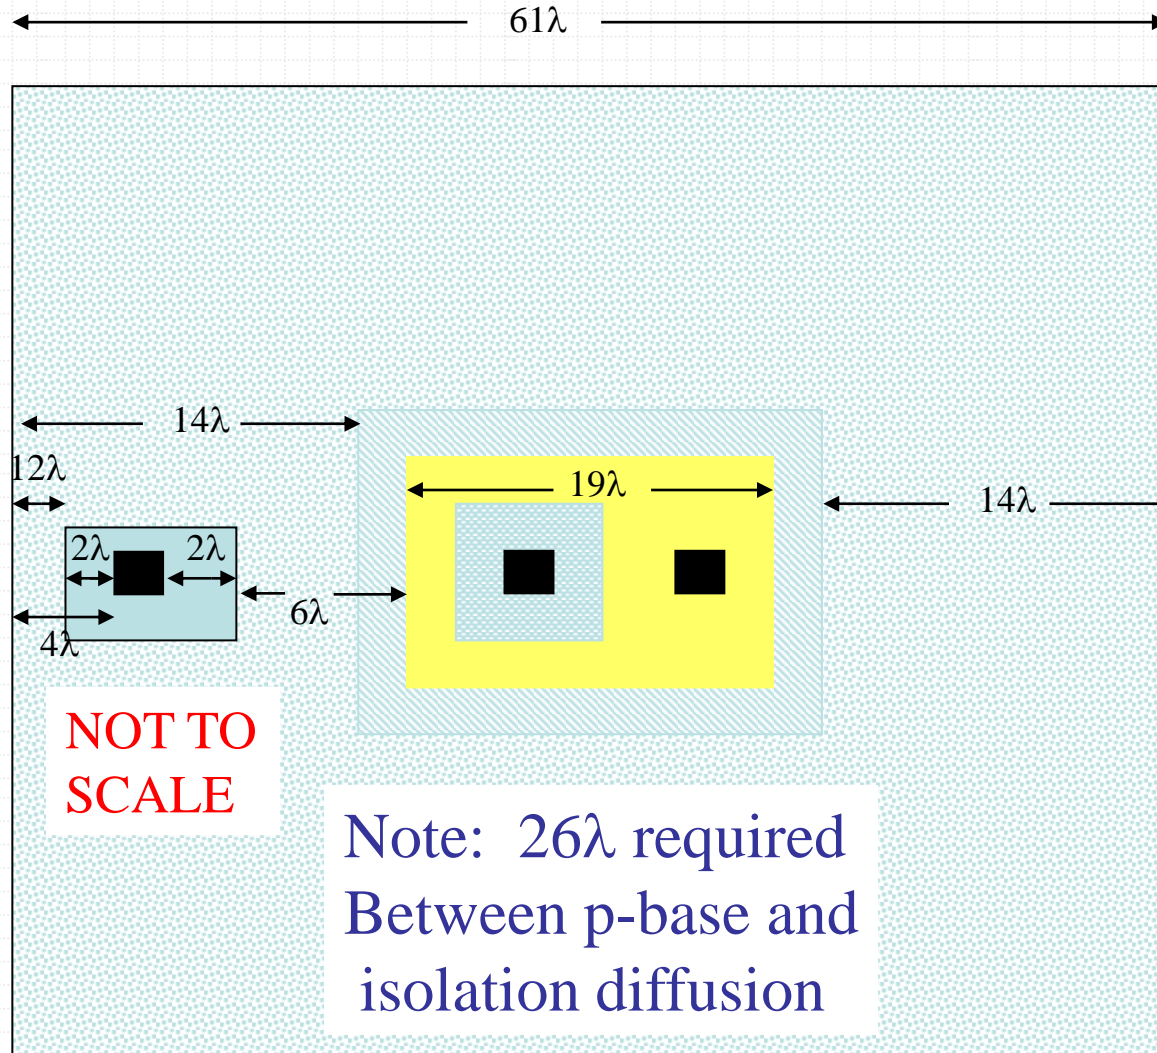 61λ
14λ
12λ
19λ
14λ
2λ 2λ
6λ
4λ
NOT TO
SCALE
Note: 26λ required
Between p-base and
isolation diffusion